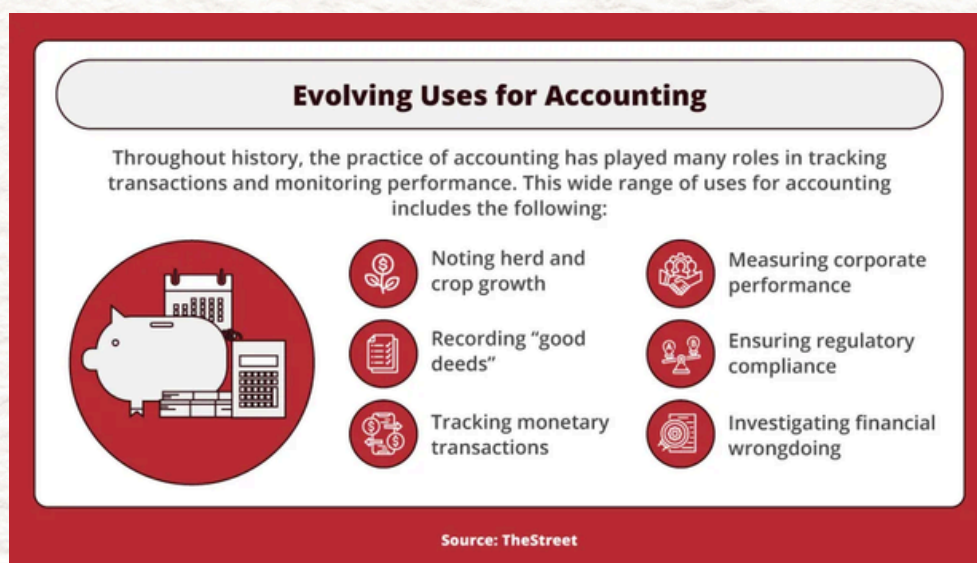 Evolving Uses for Accounting
Throughout history, the practice of accounting has played many roles in tracking
transactions and monitoring performance. This wide range of uses for accounting
includes the following:
Noting herd and
crop growth
Recording “good
deeds”
Tracking monetary
transactions
Measuring corporate
performance
Ensuring regulatory
compliance
Investigating financial
wrongdoing
Source: TheStreet